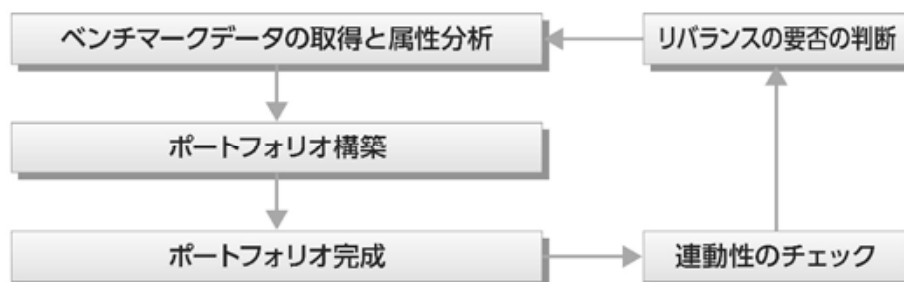 ベンチマークデータの取得と属性分析
リバランスの要否の判断
ポートフォリオ構築
ポートフォリオ完成
連動性のチェック